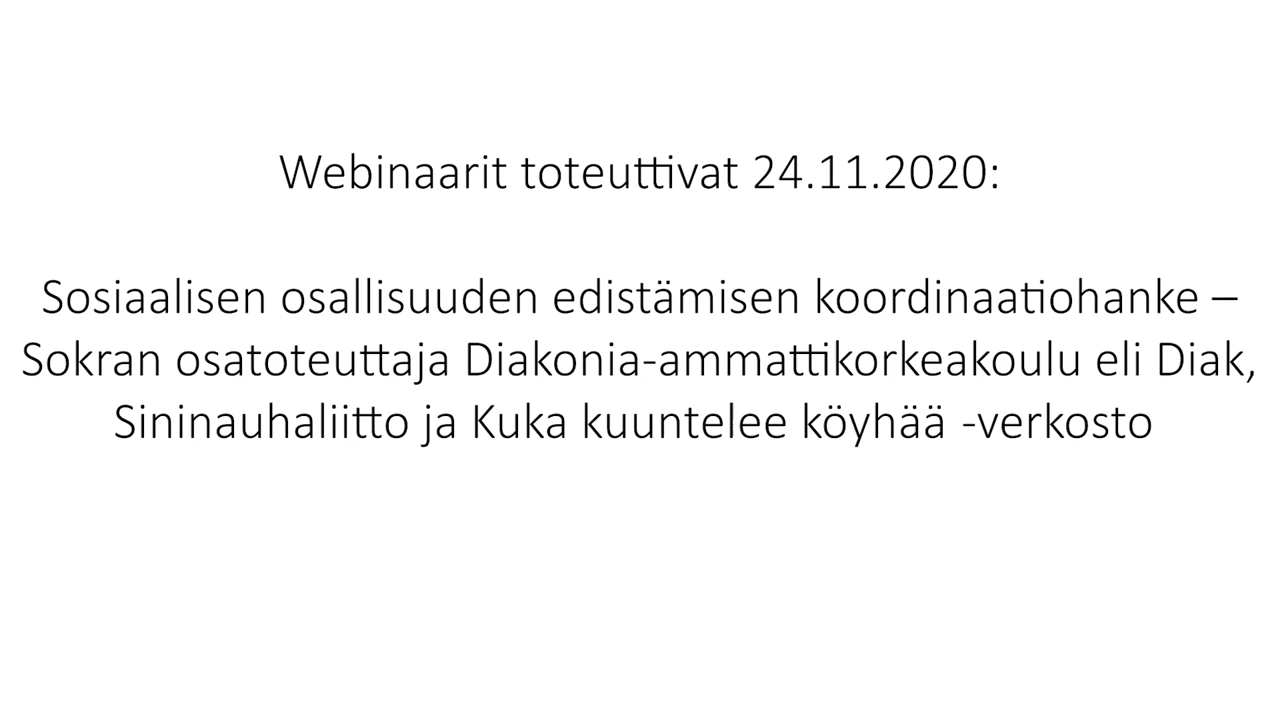 Webinaarit toteuttivat 24.11.2020:
Sosiaalisen osallisuuden edistämisen koordinaatiohanke –
Sokran osatoteuttaja Diakonia-ammattikorkeakoulu eli Diak,
Sininauhaliitto ja Kuka kuuntelee köyhää -verkosto